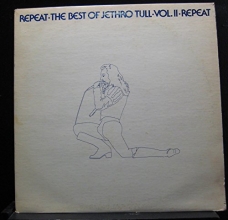 REPEAT·THE BEST OF JETHRO TULL·VOL.II·REPEAT